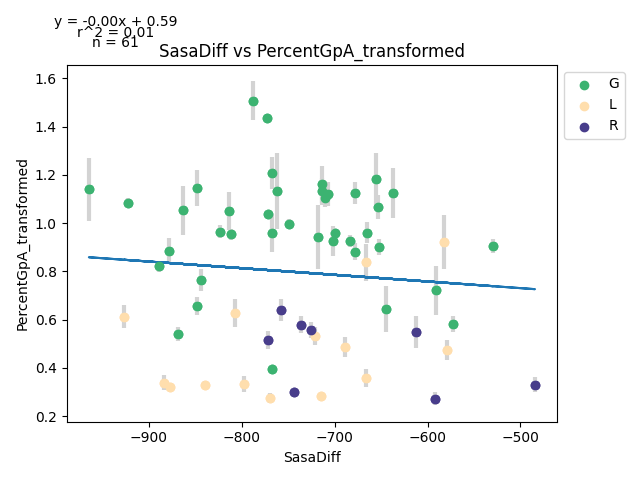 y = -0.00x + 0.59
r^2 = 0.01
n = 61
SasaDiff vs PercentGpA_transformed
1.6
1.4
1.2
1.0
0.8
0.6
0.4
0.2
PercentGpA_transformed
−900
−800
−700
−600
−500
SasaDiff
G
L
R